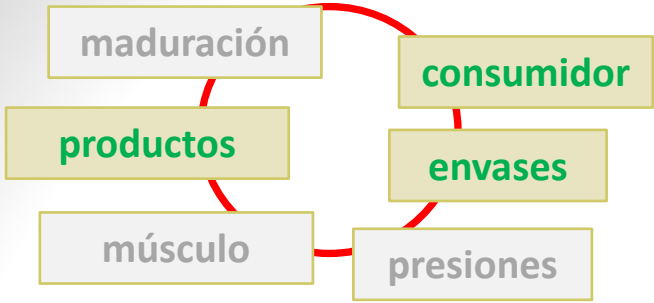 maduración
consumidor
productos
envases
músculo
presiones